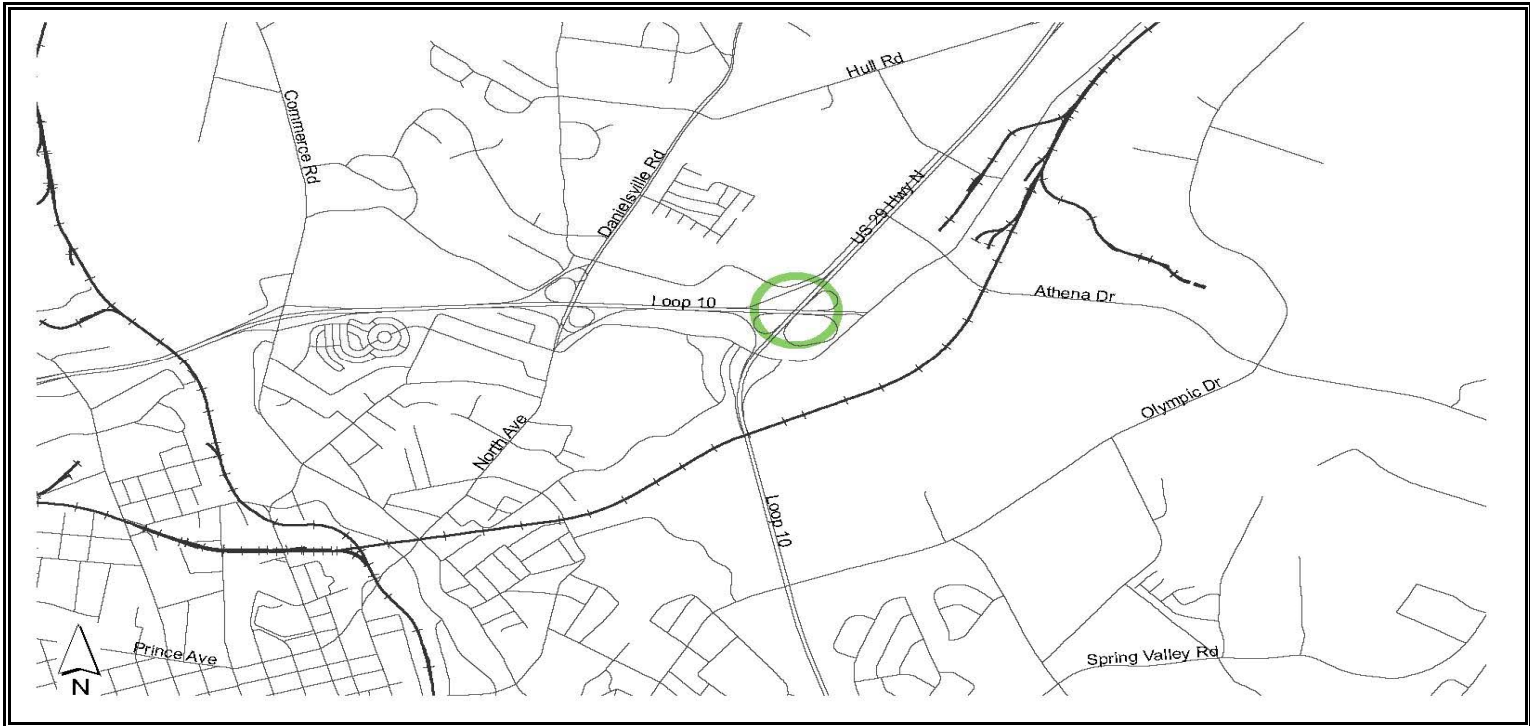 Hull Rd
Commerce Rd
Danielsville Rd
US 29 Hwy N
Loop 10
Athena Dr
Olympic Dr
North Ave
Loop 10
Prince Ave
Spring Valley Rd
N